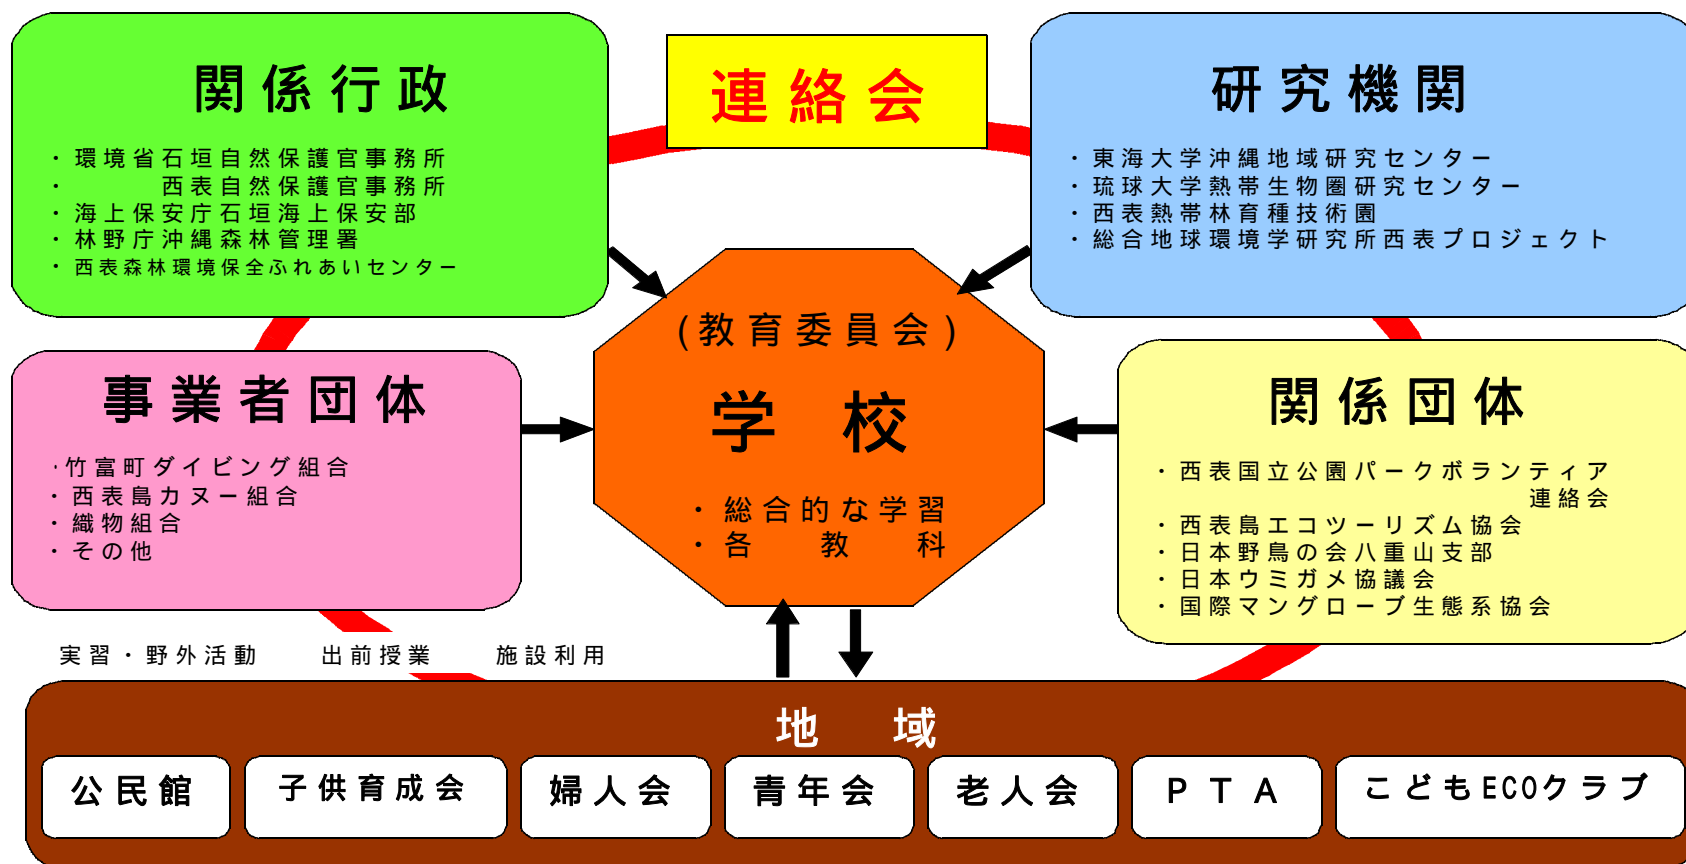 連絡会
関係行政
・環境省石垣自然保護官事務所
・　　　西表自然保護官事務所
・海上保安庁石垣海上保安部
・林野庁沖縄森林管理署
・西表森林環境保全ふれあいセンター
研究機関
・東海大学沖縄地域研究センター
・琉球大学熱帯生物圏研究センター
・西表熱帯林育種技術園
・総合地球環境学研究所西表プロジェクト
(教育委員会)
学　校
・総合的な学習
・各　教　科
事業者団体
・竹富町ダイビング組合
・西表島カヌー組合
・織物組合
・その他
関係団体
・西表国立公園パークボランティア
連絡会
・西表島エコツーリズム協会
・日本野鳥の会八重山支部
・日本ウミガメ協議会
・国際マングローブ生態系協会
実習・野外活動　　出前授業　　施設利用
地　域
公民館
子供育成会
婦人会
青年会
老人会
ＰＴＡ
こどもECOクラブ